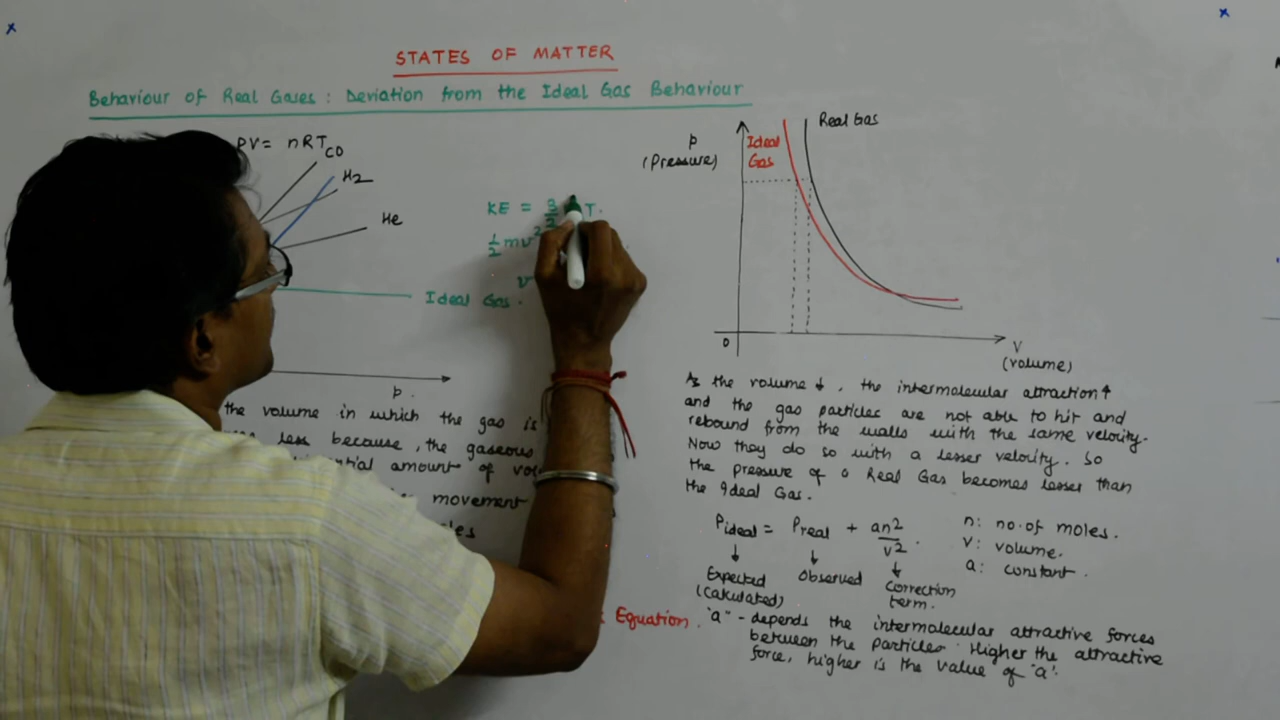 STATES OF MATTER
Behaviour of Real Gases : Deviation from the Ideal Gas Behaviour
PV = nRT
CO
H2
He
Ideal Gas.
p.
KE = 3/2 T.
1/2 mv2
v
the volume in which the gas is
less because, the gaseous
amount of
movement
Equation.
p
(Pressure)
Ideal
Gas
Real Gas
0
V
(volume)
As the volume ↓, the intermolecular attraction ↑
and the gas particles are not able to hit and
rebound from the walls with the same velocity.
Now they do so with a lesser velocity. So
the pressure of a Real Gas becomes lesser than
the Ideal Gas.
Pideal = Preal + an2/v2.
Expected
(Calculated)
Observed
Correction
term.
n: no. of moles.
V: volume.
a: constant.
"a" - depends the intermolecular attractive forces
between the particles. Higher the attractive
force, higher is the value of 'a'.